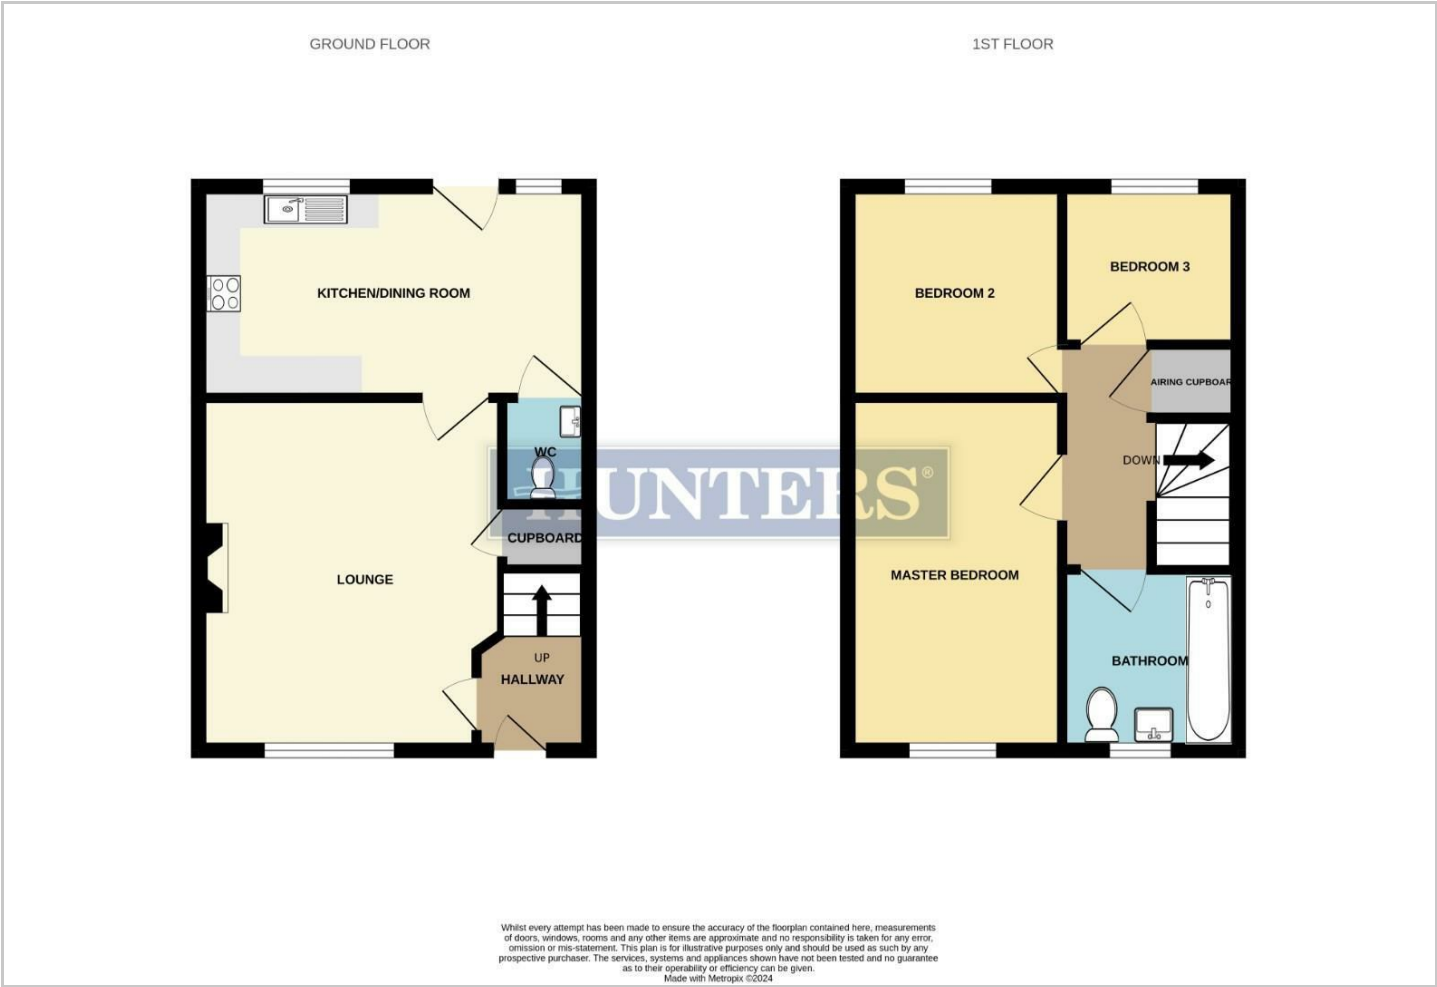 GROUND FLOOR
1ST FLOOR
KITCHEN/DINING ROOM
BEDROOM 2
BEDROOM 3
AIRING CUPBOAR
WC
DOWN
HUNTERS®
CUPBOARD
LOUNGE
MASTER BEDROOM
UP
HALLWAY
BATHROOM
Whilst every attempt has been made to ensure the accuracy of the floorplan contained here, measurements
of doors, windows, rooms and any other items are approximate and no responsibility is taken for any error,
omission or mis-statement. This plan is for illustrative purposes only and should be used as such by any
prospective purchaser. The services, systems and appliances shown have not been tested and no guarantee
as to their operability or efficiency can be given.
Made with Metropix ©2024